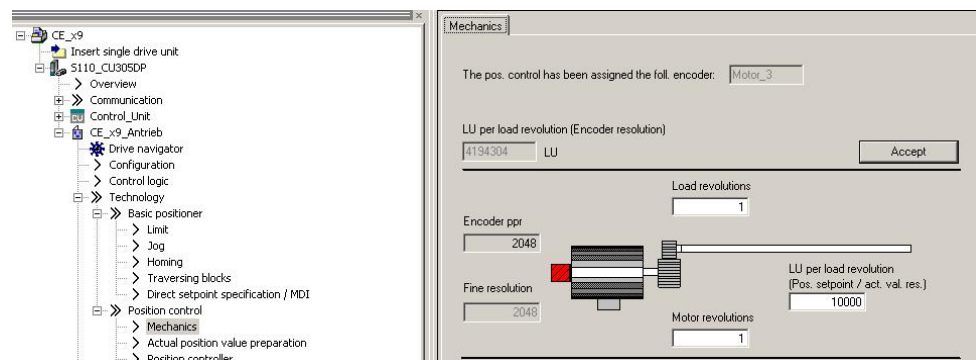 CE_x9
Insert single drive unit
S110_CU305DP
Overview
Communication
Control_Unit
CE_x9_Antrieb
Drive navigator
Configuration
Control logic
Technology
Basic positioner
Limit
Jog
Homing
Traversing blocks
Direct setpoint specification / MDI
Position control
Mechanics
Actual position value preparation
Position controller
Mechanics
The pos. control has been assigned the foll. encoder: Motor_3
LU per load revolution (Encoder resolution)
4194304 LU
Accept
Load revolutions
1
Encoder ppr
2048
Fine resolution
2048
LU per load revolution
(Pos. setpoint / act. val. res.)
10000
Motor revolutions
1